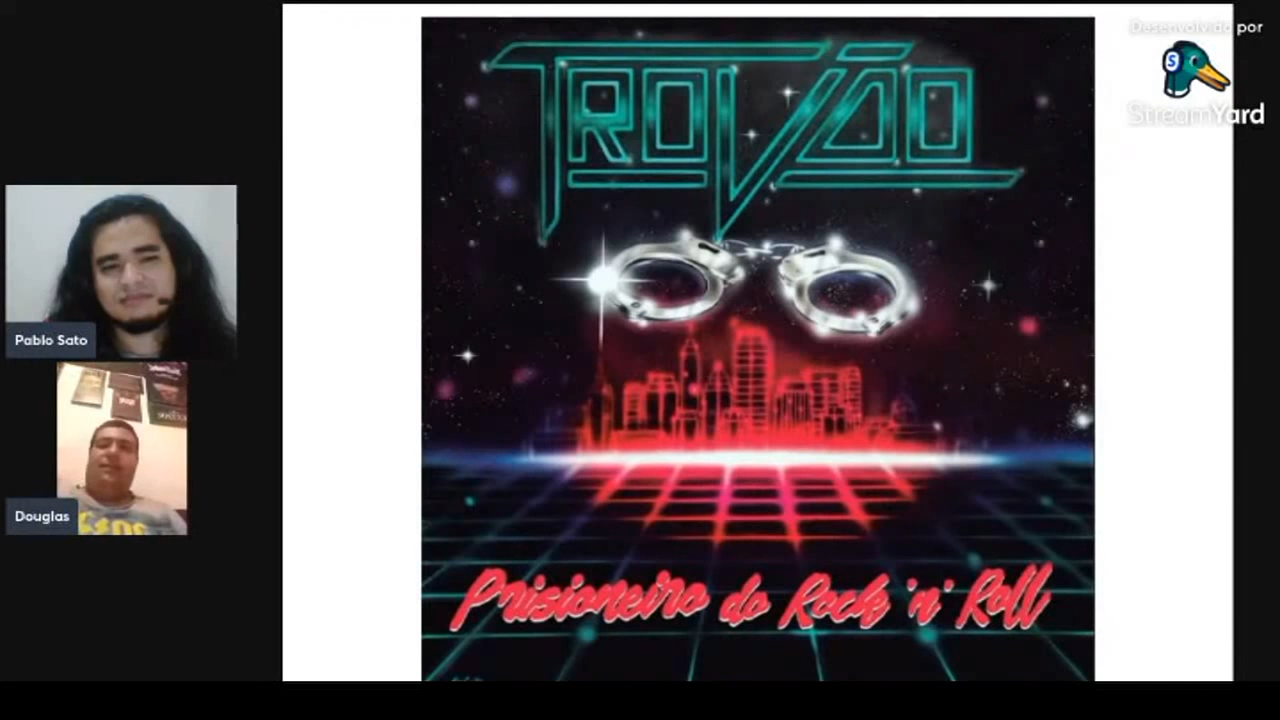 Desenvolvido por
StreamYard
TROVÃO
Prisioneiro do Rock 'n' Roll
Pablo Sato
Douglas